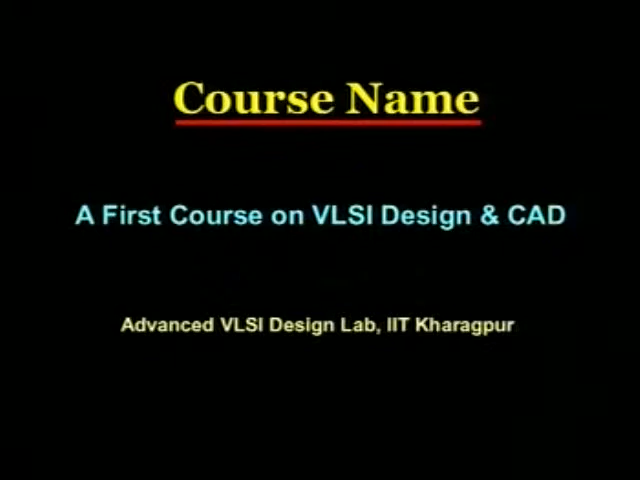 Course Name
A First Course on VLSI Design & CAD
Advanced VLSI Design Lab, IIT Kharagpur